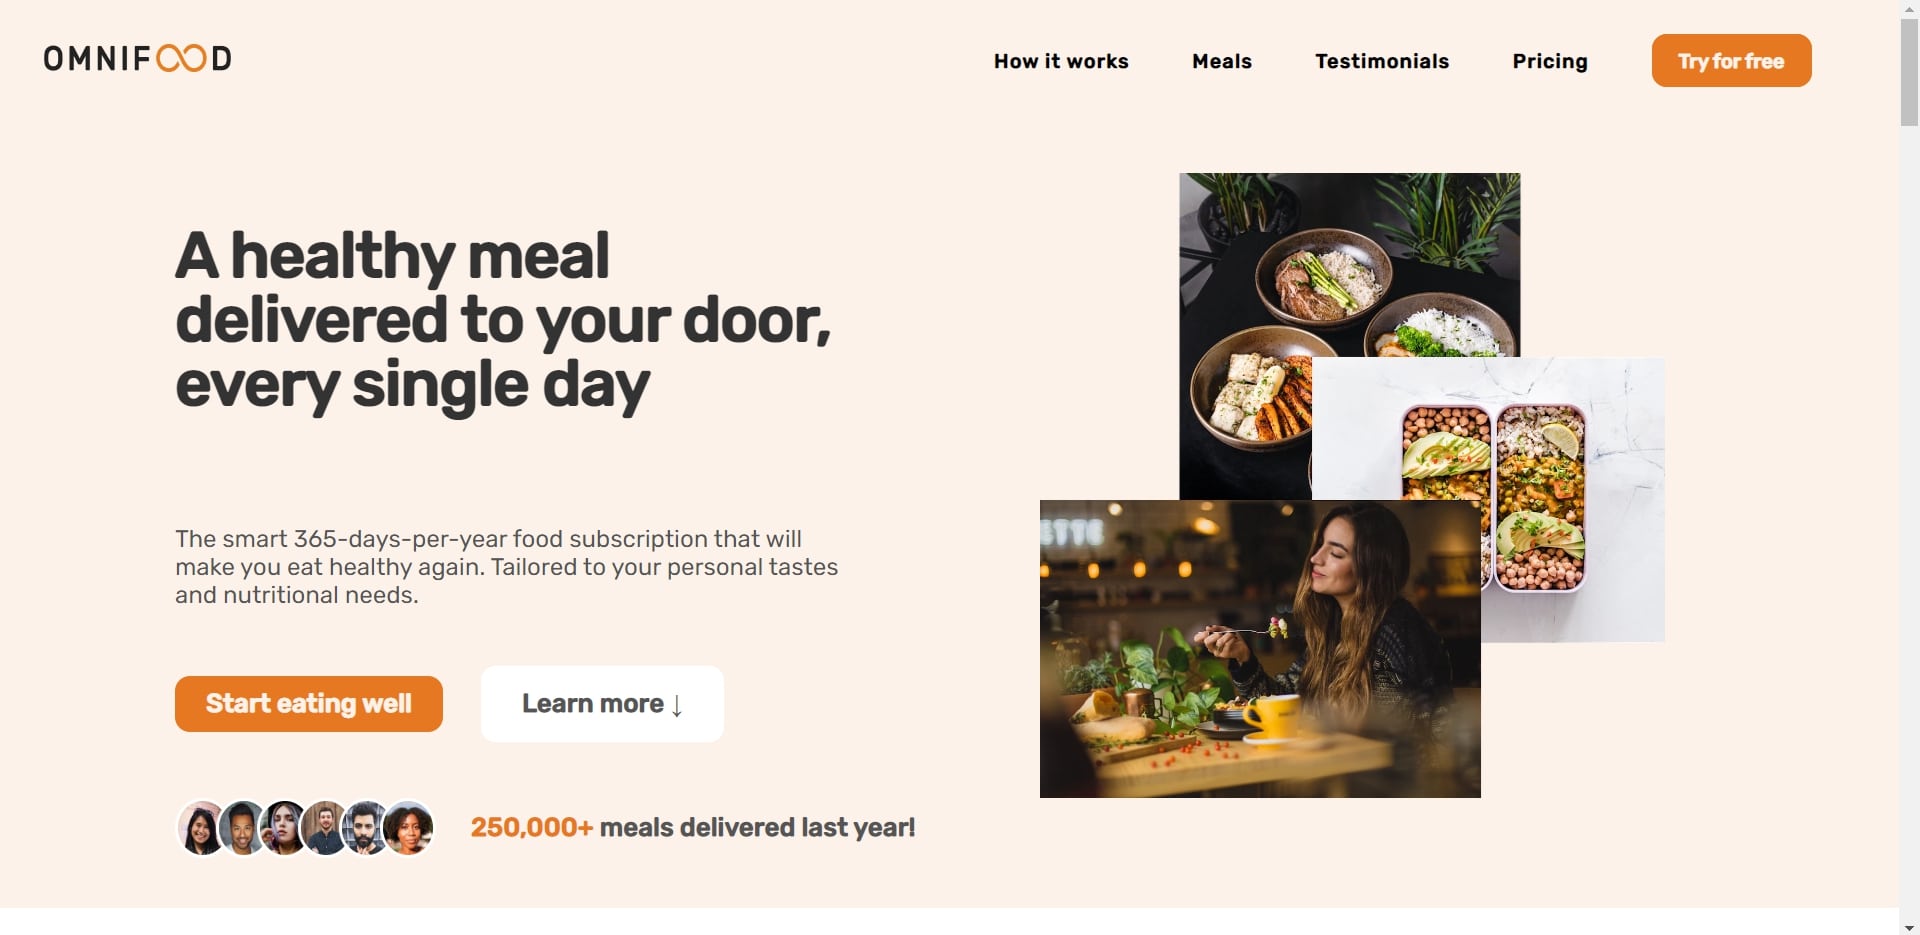 OMNIFOOD
How it works
Meals
Testimonials
Pricing
Try for free
A healthy meal
delivered to your door,
every single day
The smart 365-days-per-year food subscription that will
make you eat healthy again. Tailored to your personal tastes
and nutritional needs.
Start eating well
Learn more ↓
250,000+ meals delivered last year!